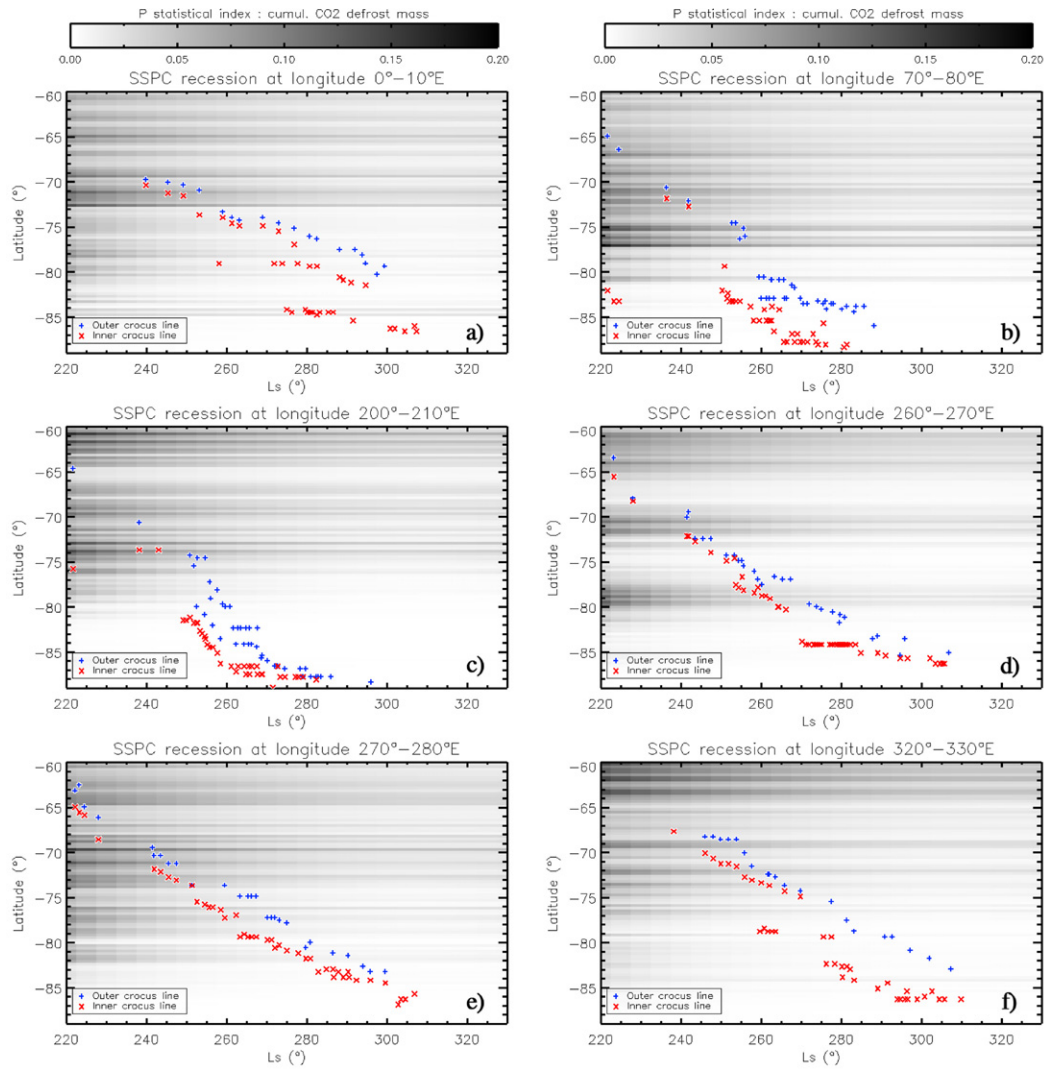 P statistical index : cumul. CO2 defrost mass
P statistical index : cumul. CO2 defrost mass
0.00 0.05 0.10 0.15 0.20
0.00 0.05 0.10 0.15 0.20
SSPC recession at longitude 0°−10°E
−60
−65
−70
−75
−80
−85
Latitude (°)
+ Outer crocus line
× Inner crocus line
a)
220 240 260 280 300 320
Ls (°)
SSPC recession at longitude 70°−80°E
−60
−65
−70
−75
−80
−85
Latitude (°)
+ Outer crocus line
× Inner crocus line
b)
220 240 260 280 300 320
Ls (°)
SSPC recession at longitude 200°−210°E
−60
−65
−70
−75
−80
−85
Latitude (°)
+ Outer crocus line
× Inner crocus line
c)
220 240 260 280 300 320
Ls (°)
SSPC recession at longitude 260°−270°E
−60
−65
−70
−75
−80
−85
Latitude (°)
+ Outer crocus line
× Inner crocus line
d)
220 240 260 280 300 320
Ls (°)
SSPC recession at longitude 270°−280°E
−60
−65
−70
−75
−80
−85
Latitude (°)
+ Outer crocus line
× Inner crocus line
e)
220 240 260 280 300 320
Ls (°)
SSPC recession at longitude 320°−330°E
−60
−65
−70
−75
−80
−85
Latitude (°)
+ Outer crocus line
× Inner crocus line
f)
220 240 260 280 300 320
Ls (°)